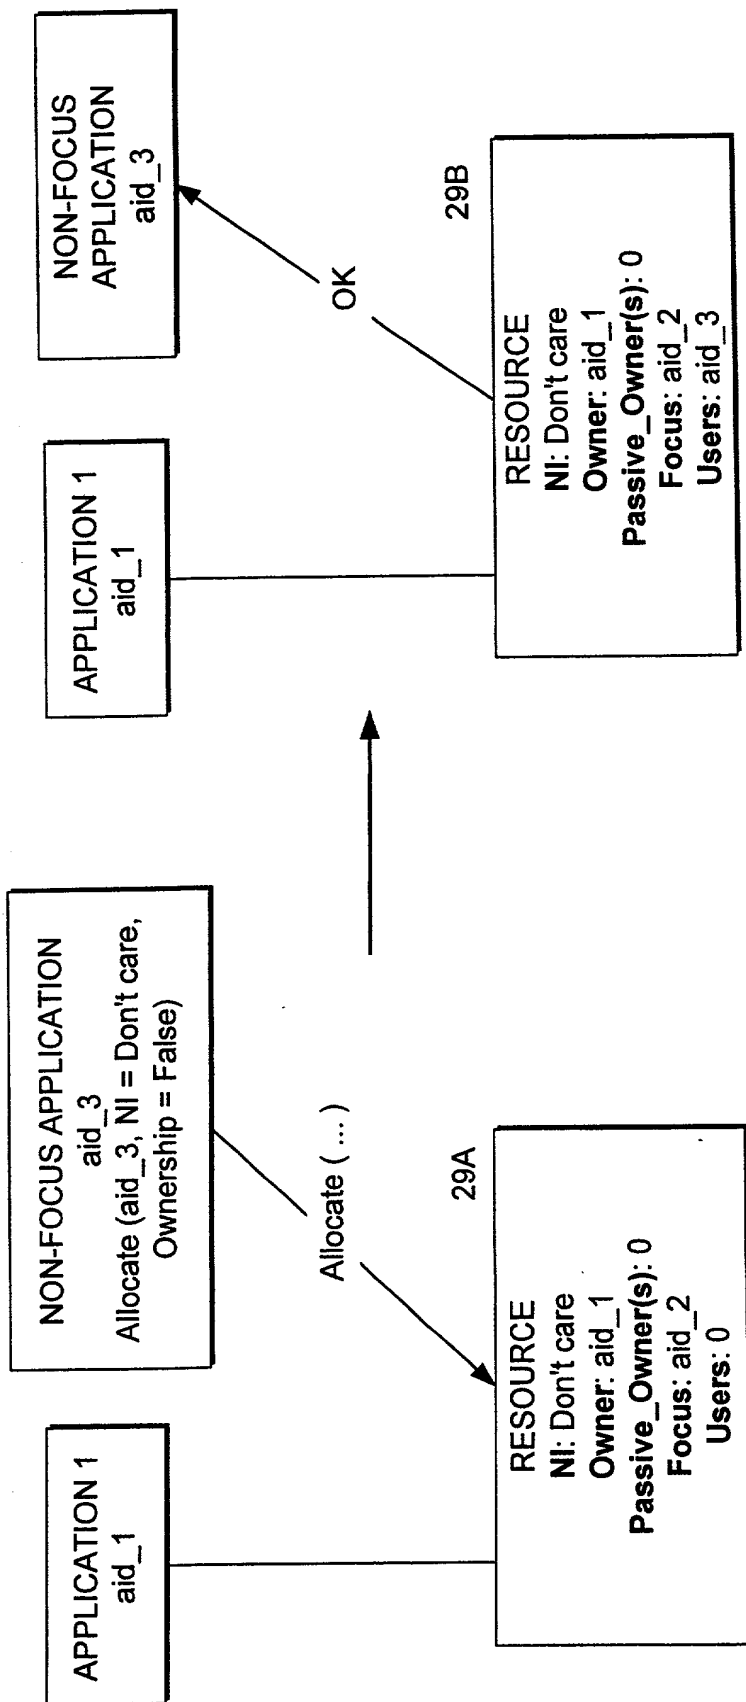 APPLICATION 1
aid_1
NON-FOCUS APPLICATION
aid_3
Allocate (aid_3, NI = Don't care,
Ownership = False)
Allocate ( ... )
29A
RESOURCE
NI: Don't care
Owner: aid_1
Passive_Owner(s): 0
Focus: aid_2
Users: 0
APPLICATION 1
aid_1
NON-FOCUS
APPLICATION
aid_3
OK
29B
RESOURCE
NI: Don't care
Owner: aid_1
Passive_Owner(s): 0
Focus: aid_2
Users: aid_3